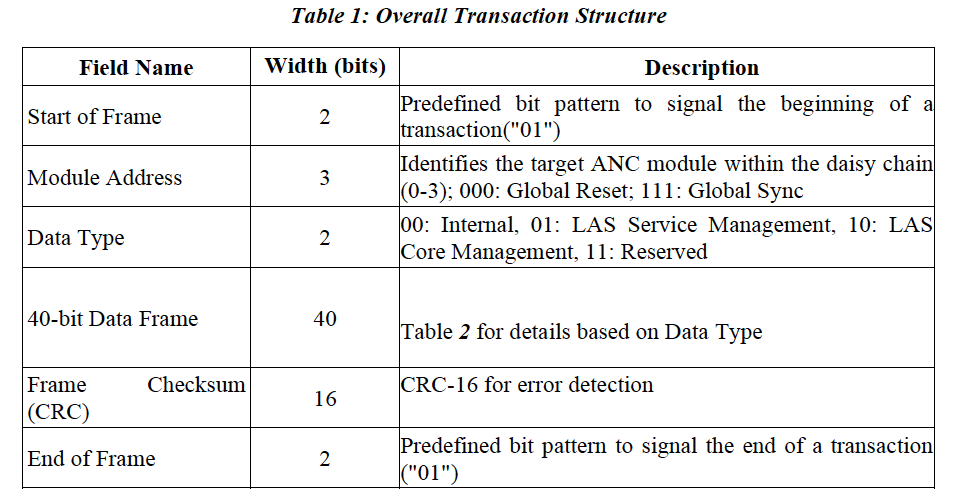 Table 1: Overall Transaction Structure
Field Name Width (bits) Description
Start of Frame 2 Predefined bit pattern to signal the beginning of a
transaction("01")
Module Address 3 Identifies the target ANC module within the daisy chain
(0-3); 000: Global Reset; 111: Global Sync
Data Type 2 00: Internal, 01: LAS Service Management, 10: LAS
Core Management, 11: Reserved
40-bit Data Frame 40 Table 2 for details based on Data Type
Frame Checksum
(CRC) 16 CRC-16 for error detection
End of Frame 2 Predefined bit pattern to signal the end of a transaction
("01")